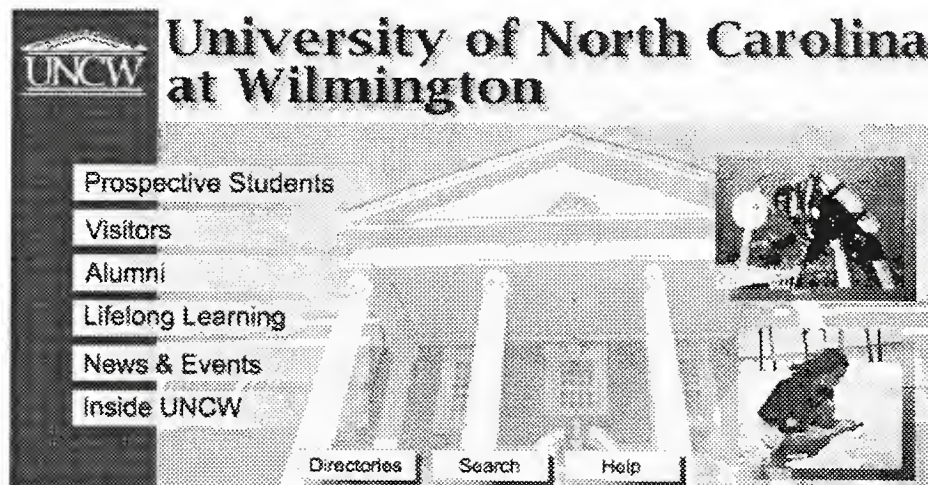 UNCW
University of North Carolina
at Wilmington
Prospective Students
Visitors
Alumni
Lifelong Learning
News & Events
Inside UNCW
Directories
Search
Help